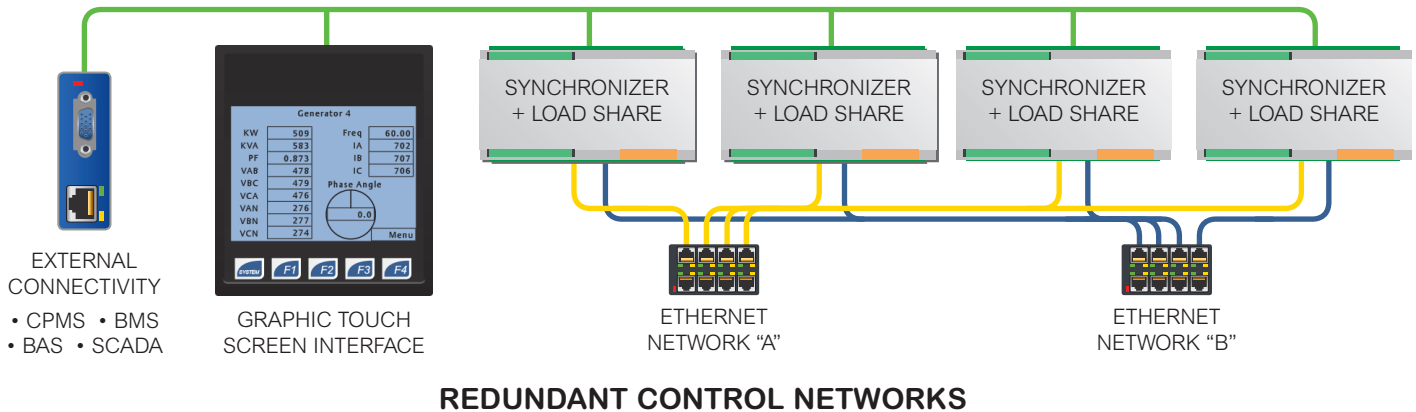 EXTERNAL
CONNECTIVITY
• CPMS • BMS
• BAS • SCADA
Generator 4
KW 509 Freq 60.00
KVA 583 IA 702
PF 0.873 IB 707
VAB 478 IC 706
VBC 479 Phase Angle
VCA 476
VAN 276 0.0
VBN 277
VCN 274 Menu
SYSTEM F1 F2 F3 F4
GRAPHIC TOUCH
SCREEN INTERFACE
SYNCHRONIZER
+ LOAD SHARE
SYNCHRONIZER
+ LOAD SHARE
SYNCHRONIZER
+ LOAD SHARE
SYNCHRONIZER
+ LOAD SHARE
ETHERNET
NETWORK “A”
ETHERNET
NETWORK “B”
REDUNDANT CONTROL NETWORKS